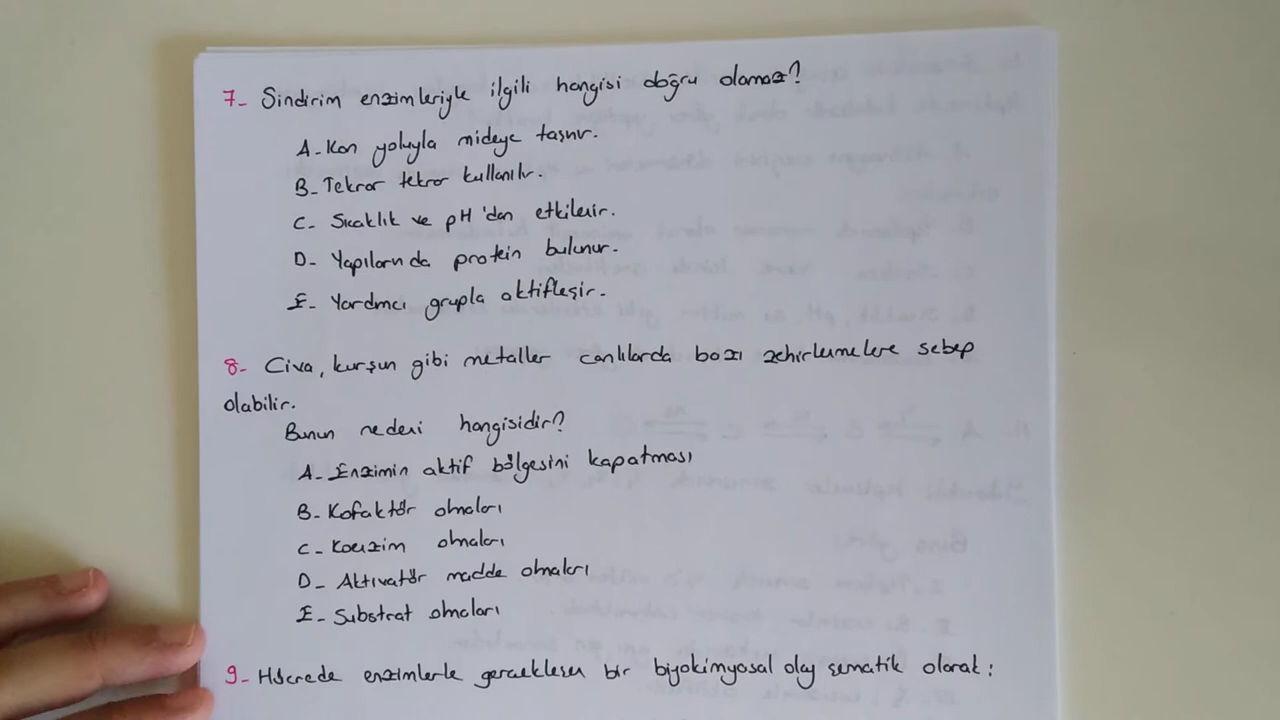 7- Sindirim enzimleriyle ilgili hangisi doğru olamaz?
A- Kan yoluyla mideye taşınır.
B- Tekrar tekrar kullanılır.
C- Sıcaklık ve pH'dan etkilenir.
D- Yapılarında protein bulunur.
E- Yardımcı grupla aktifleşir.
8- Civa, kurşun gibi metaller canlılarda bazı zehirlenmelere sebep
olabilir.
Bunun nedeni hangisidir?
A- Enzimin aktif bölgesini kapatması
B- Kofaktör olmaları
C- Koenzim olmaları
D- Aktivatör madde olmaları
E- Substrat olmaları
9- Hücrede enzimlerle gerçekleşen bir biyokimyasal olay şematik olarak: